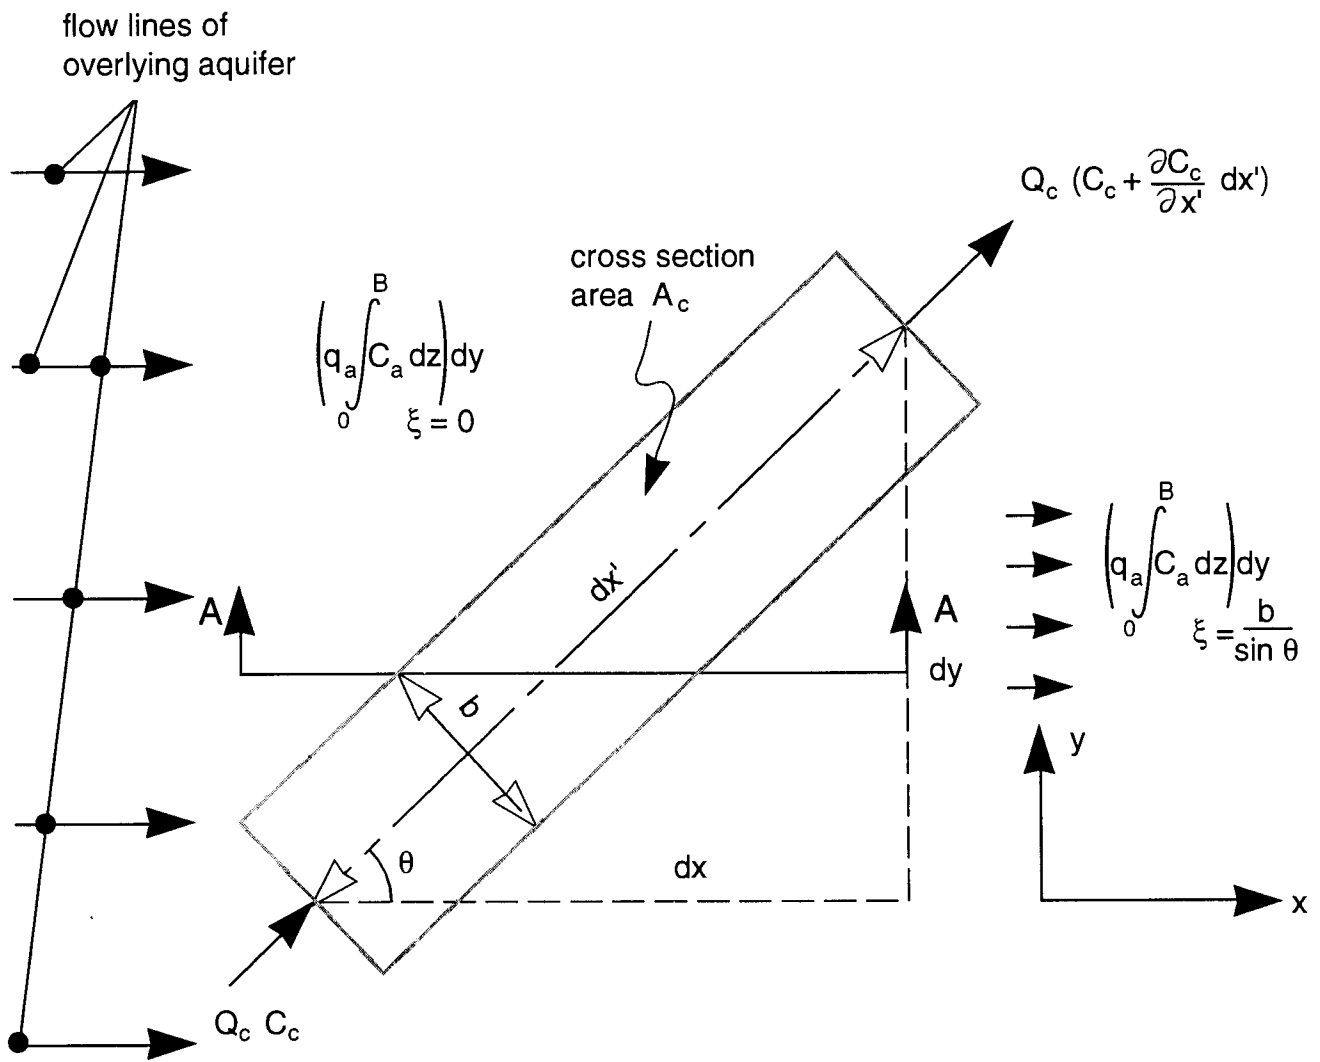 flow lines of
overlying aquifer
Q_c (C_c + ∂C_c/∂x' dx')
cross section
area A_c
(q_a ∫_0^B C_a dz) dy
ξ = 0
dx'
(q_a ∫_0^B C_a dz) dy
ξ = b/sin θ
A
A
dy
b
y
θ
dx
x
Q_c C_c